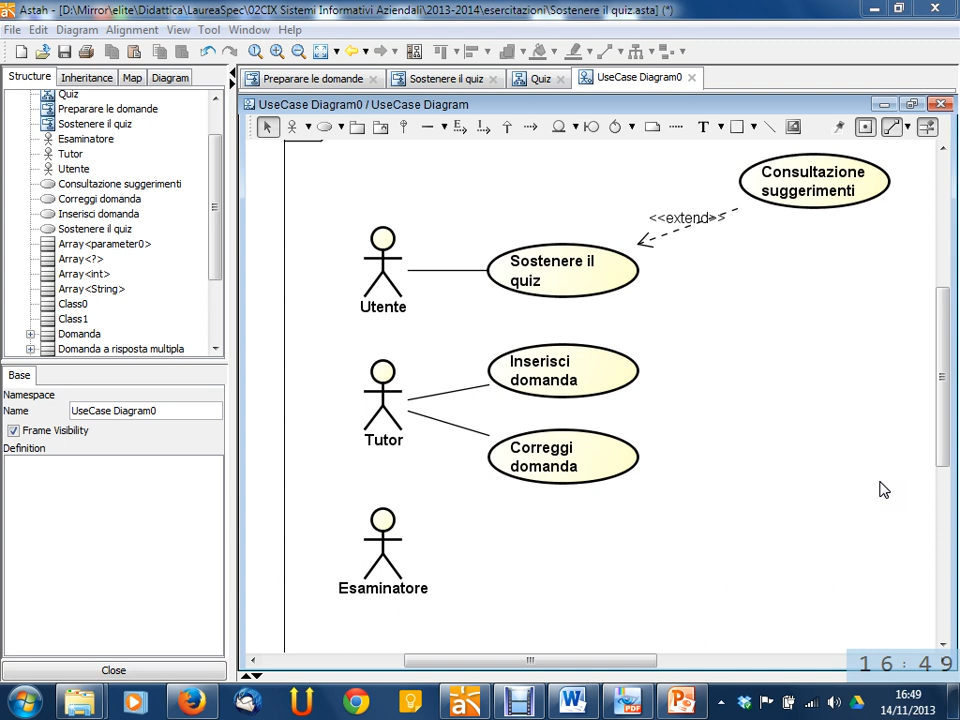 Astah - [D:\Mirror\elite\Didattica\LaureaSpec\02CIX Sistemi Informativi Aziendali\2013-2014\esercitazioni\Sostenere il quiz.asta] (*)
File Edit Diagram Alignment View Tool Window Help
Structure Inheritance Map Diagram
Preparare le domande Sostenere il quiz Quiz UseCase Diagram0
UseCase Diagram0 / UseCase Diagram
Quiz
Preparare le domande
Sostenere il quiz
Esaminatore
Tutor
Utente
Consultazione suggerimenti
Correggi domanda
Inserisci domanda
Sostenere il quiz
Array<parameter0>
Array<?>
Array<int>
Array<String>
Class0
Class1
Domanda
Domanda a risposta multipla
Base
Namespace
Name UseCase Diagram0
Frame Visibility
Definition
Close
T
Consultazione
suggerimenti
<<extend>>
Sostenere il
quiz
Utente
Inserisci
domanda
Tutor
Correggi
domanda
Esaminatore
16:49
16:49
14/11/2013